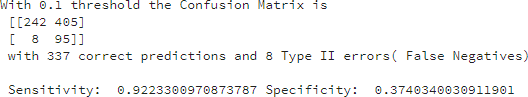 With 0.1 threshold the Confusion Matrix is
[[242 405]
[ 8 95]]
with 337 correct predictions and 8 Type II errors( False Negatives)
Sensitivity: 0.9223300970873787 Specificity: 0.3740340030911901